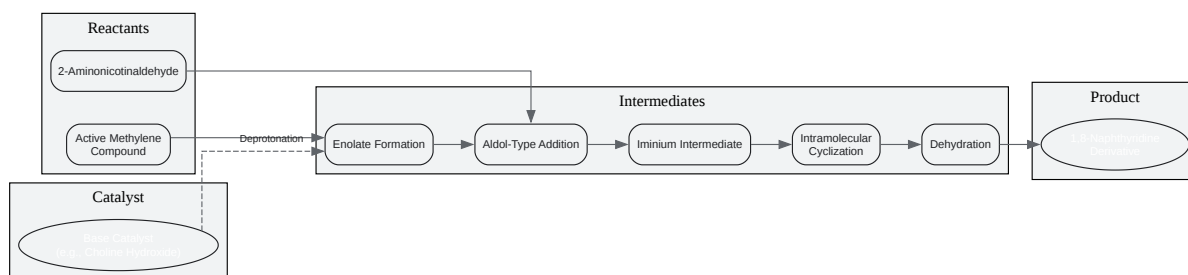 Reactants
2-Aminonicotinaldehyde
Active Methylene
Compound
Deprotonation
Catalyst
Base Catalyst
(e.g., Choline Hydroxide)
Intermediates
Enolate Formation
Aldol-Type Addition
Iminium Intermediate
Intramolecular
Cyclization
Dehydration
Product
1,8-Naphthyridine
Derivative